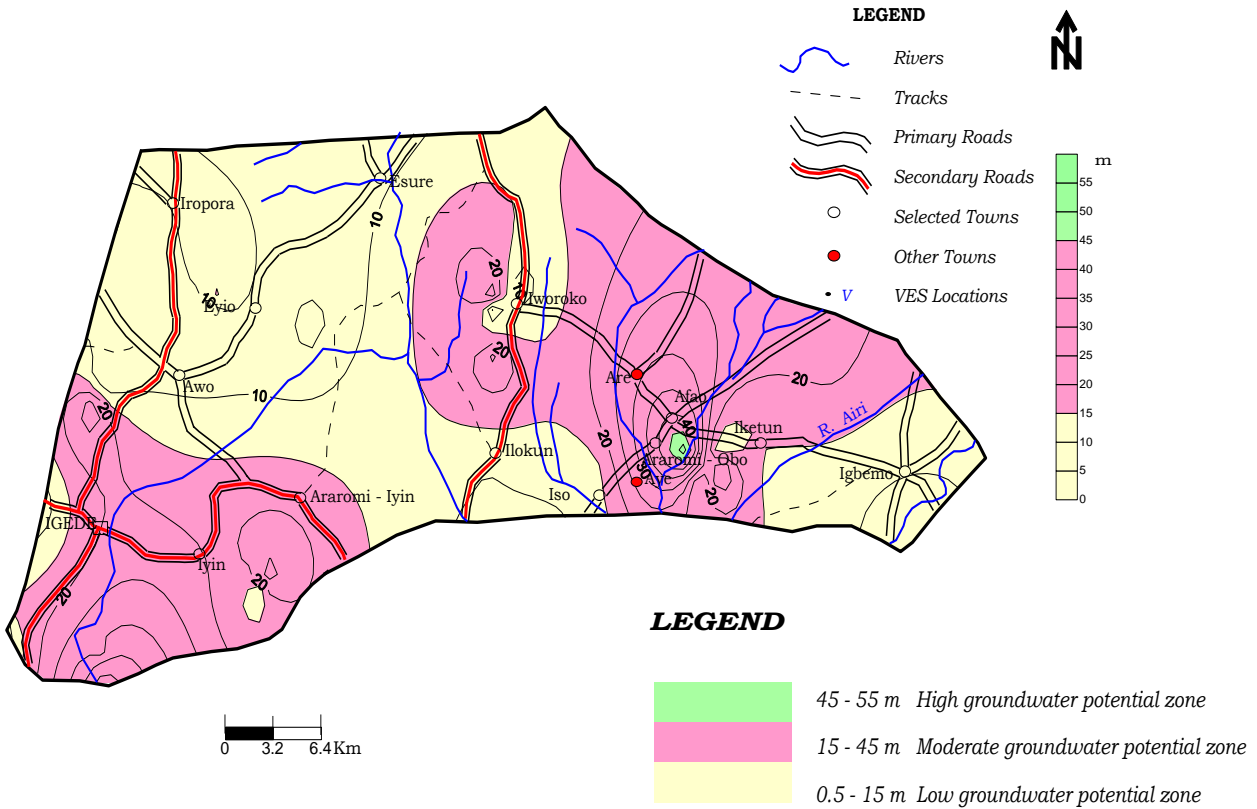 LEGEND
N
Rivers
Tracks
Primary Roads
Secondary Roads
Selected Towns
Other Towns
V VES Locations
m
55
50
45
40
35
30
25
20
15
10
5
0
Esure
Iropora
10
10
Eyio
20
10
Iworoko
20
Are
Awo
10
20
Afao
20
40
Iketun
R. Airi
20
Ilokun
Araromi - Obo
30
Aye
Igbemo
Iso
20
Araromi - Iyin
IGEDE
Iyin
20
20
0 3.2 6.4Km
LEGEND
45 - 55 m High groundwater potential zone
15 - 45 m Moderate groundwater potential zone
0.5 - 15 m Low groundwater potential zone